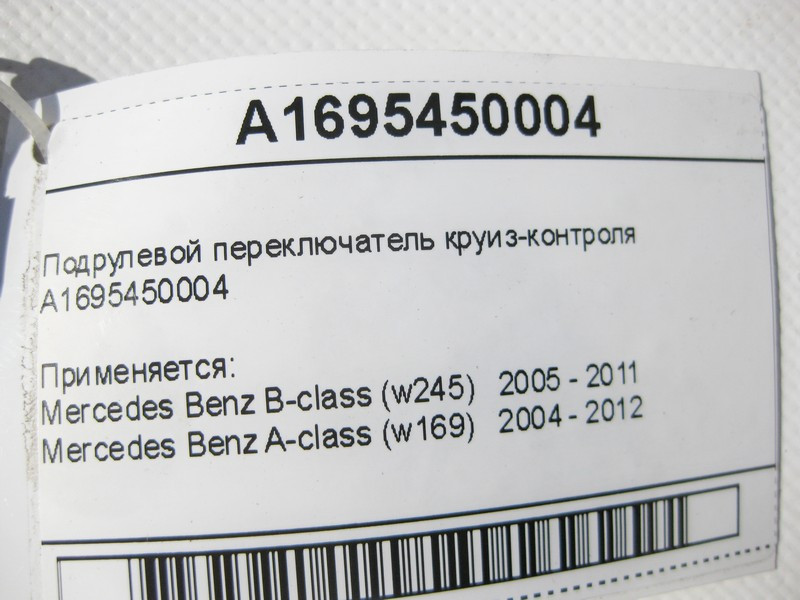 A1695450004
Подрулевой переключатель круиз-контроля
A1695450004
Применяется:
Mercedes Benz B-class (w245) 2005 - 2011
Mercedes Benz A-class (w169) 2004 - 2012